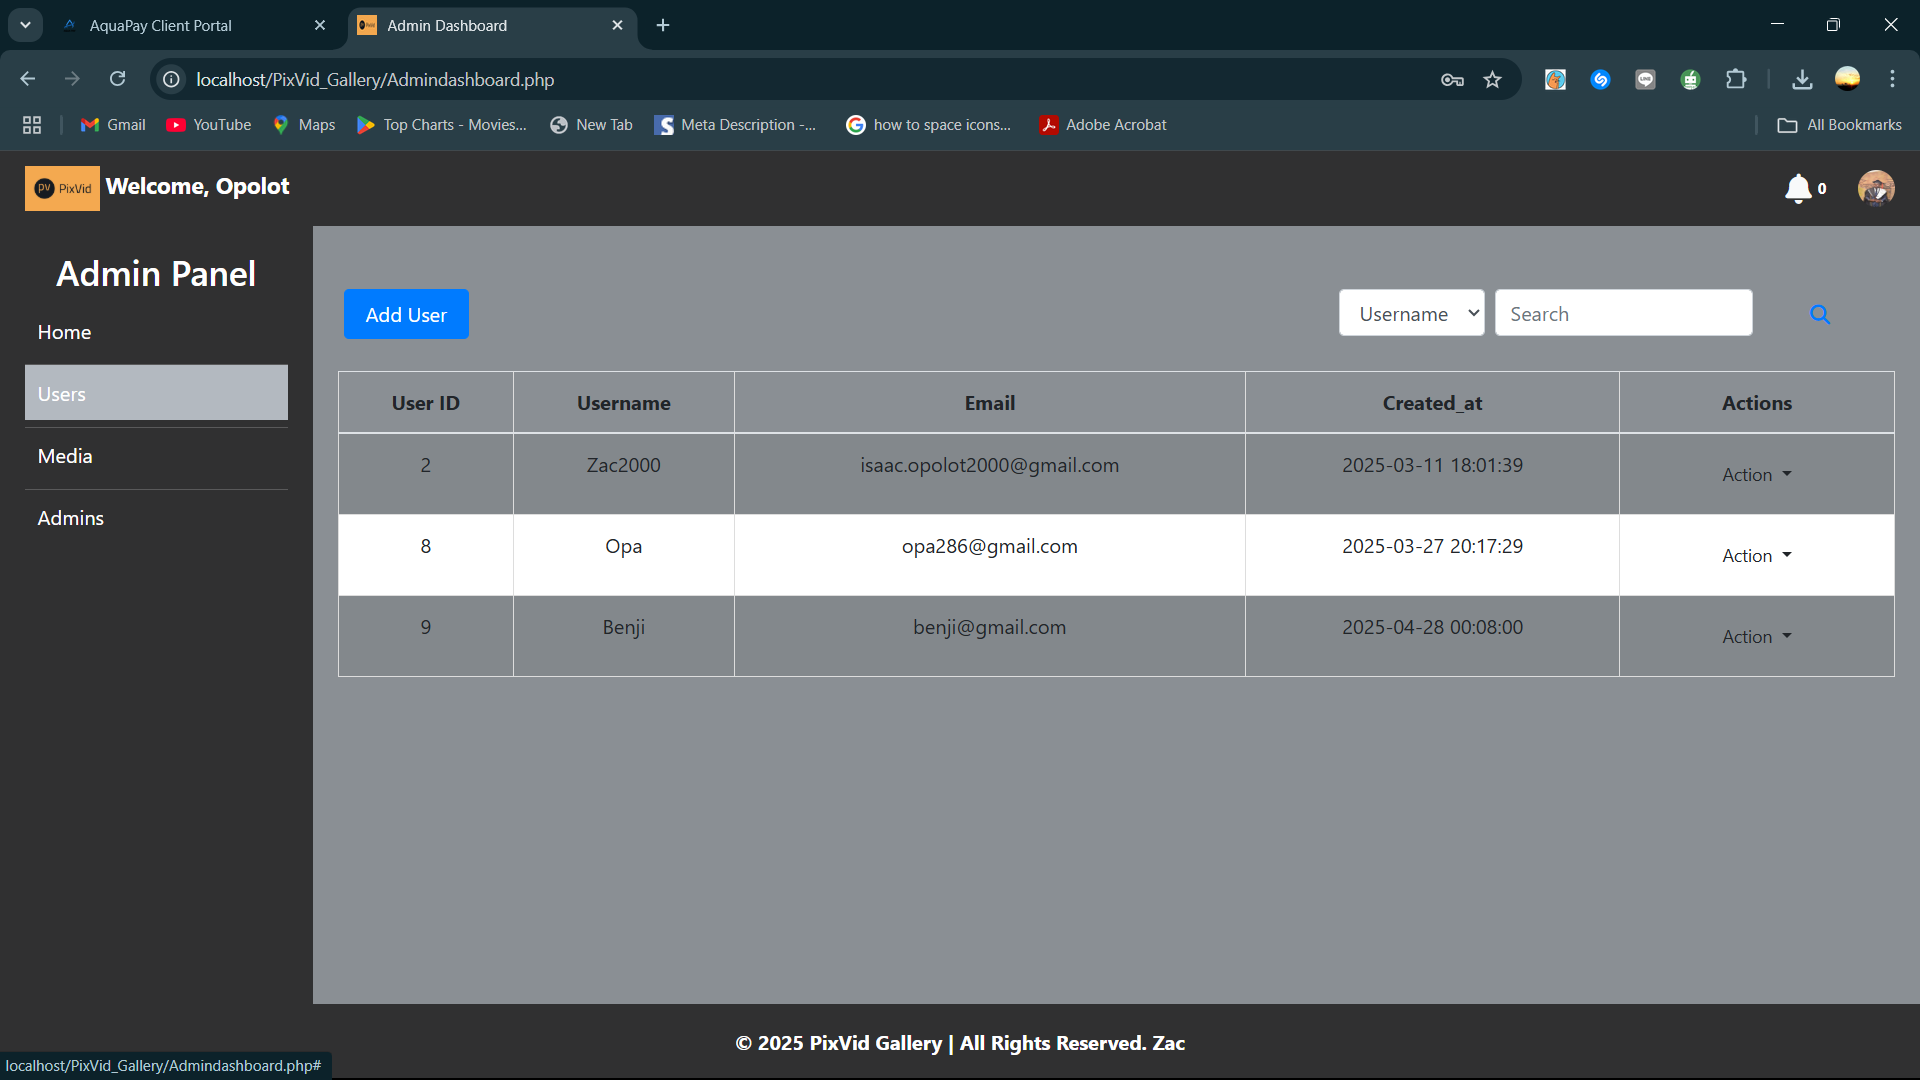 AquaPay Client Portal
Admin Dashboard
localhost/PixVid_Gallery/Admindashboard.php
Gmail
YouTube
Maps
Top Charts - Movies...
New Tab
Meta Description -...
how to space icons...
Adobe Acrobat
All Bookmarks
PV PixVid
Welcome, Opolot
0
Admin Panel
Home
Users
Media
Admins
Add User
Username
Search
User ID Username Email Created_at Actions
2 Zac2000 isaac.opolot2000@gmail.com 2025-03-11 18:01:39 Action
8 Opa opa286@gmail.com 2025-03-27 20:17:29 Action
9 Benji benji@gmail.com 2025-04-28 00:08:00 Action
© 2025 PixVid Gallery | All Rights Reserved. Zac
localhost/PixVid_Gallery/Admindashboard.php#